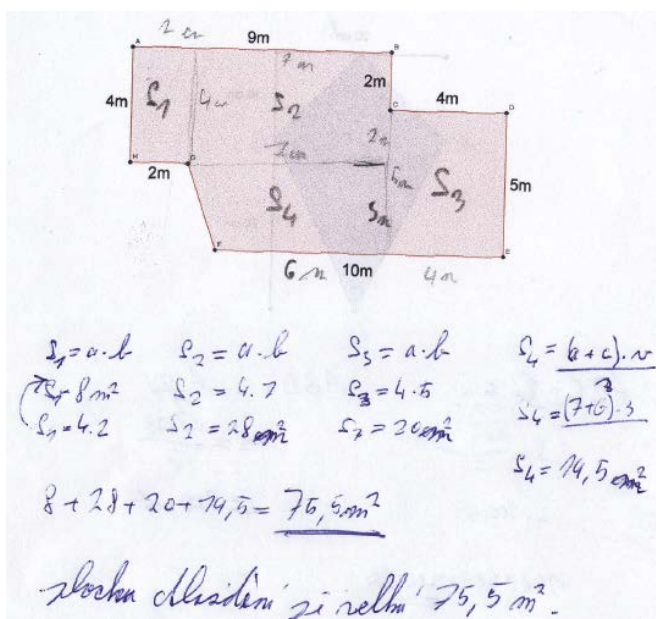 2 m
A 9m B
7 m
2m
4m S1 4m S2 C 4m D
2m
H 2m G 7 m 5m S3 5m
S4 3m
F 6 m 10m 4m E
S1 = a·b S2 = a·b S3 = a·b S4 = (a+c)·v
2
S1 = 8 m² S2 = 4.7 S3 = 4.5 S4 = (7+6)·3
2
S1 = 4.2 S2 = 28 m² S3 = 20 m²
S4 = 19,5 m²
8+28+20+19,5 = 75,5 m²
plocha je velká 75,5 m².